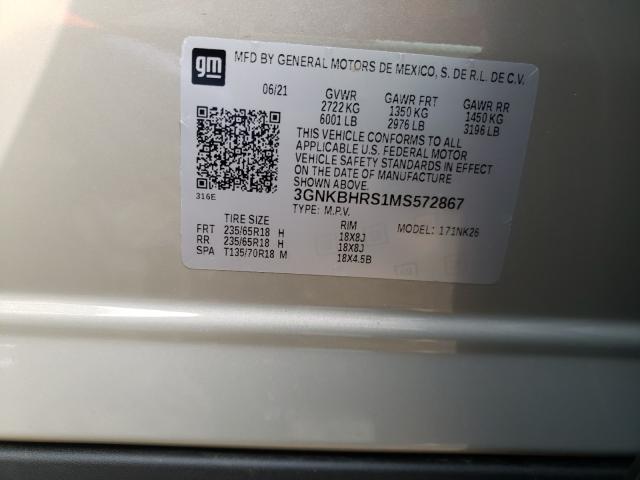 gm
MFD BY GENERAL MOTORS DE MEXICO, S. DE R.L. DE C.V.
06/21 GVWR GAWR FRT GAWR RR
2722 KG 1350 KG 1450 KG
6001 LB 2976 LB 3196 LB
THIS VEHICLE CONFORMS TO ALL
APPLICABLE U.S. FEDERAL MOTOR
VEHICLE SAFETY STANDARDS IN EFFECT
ON THE DATE OF MANUFACTURE
SHOWN ABOVE.
316E
3GNKBHRS1MS572867
TYPE: M.P.V. MODEL: 171NK26
TIRE SIZE RIM
FRT 235/65R18 H 18X8J
RR 235/65R18 H 18X8J
SPA T135/70R18 M 18X4.5B